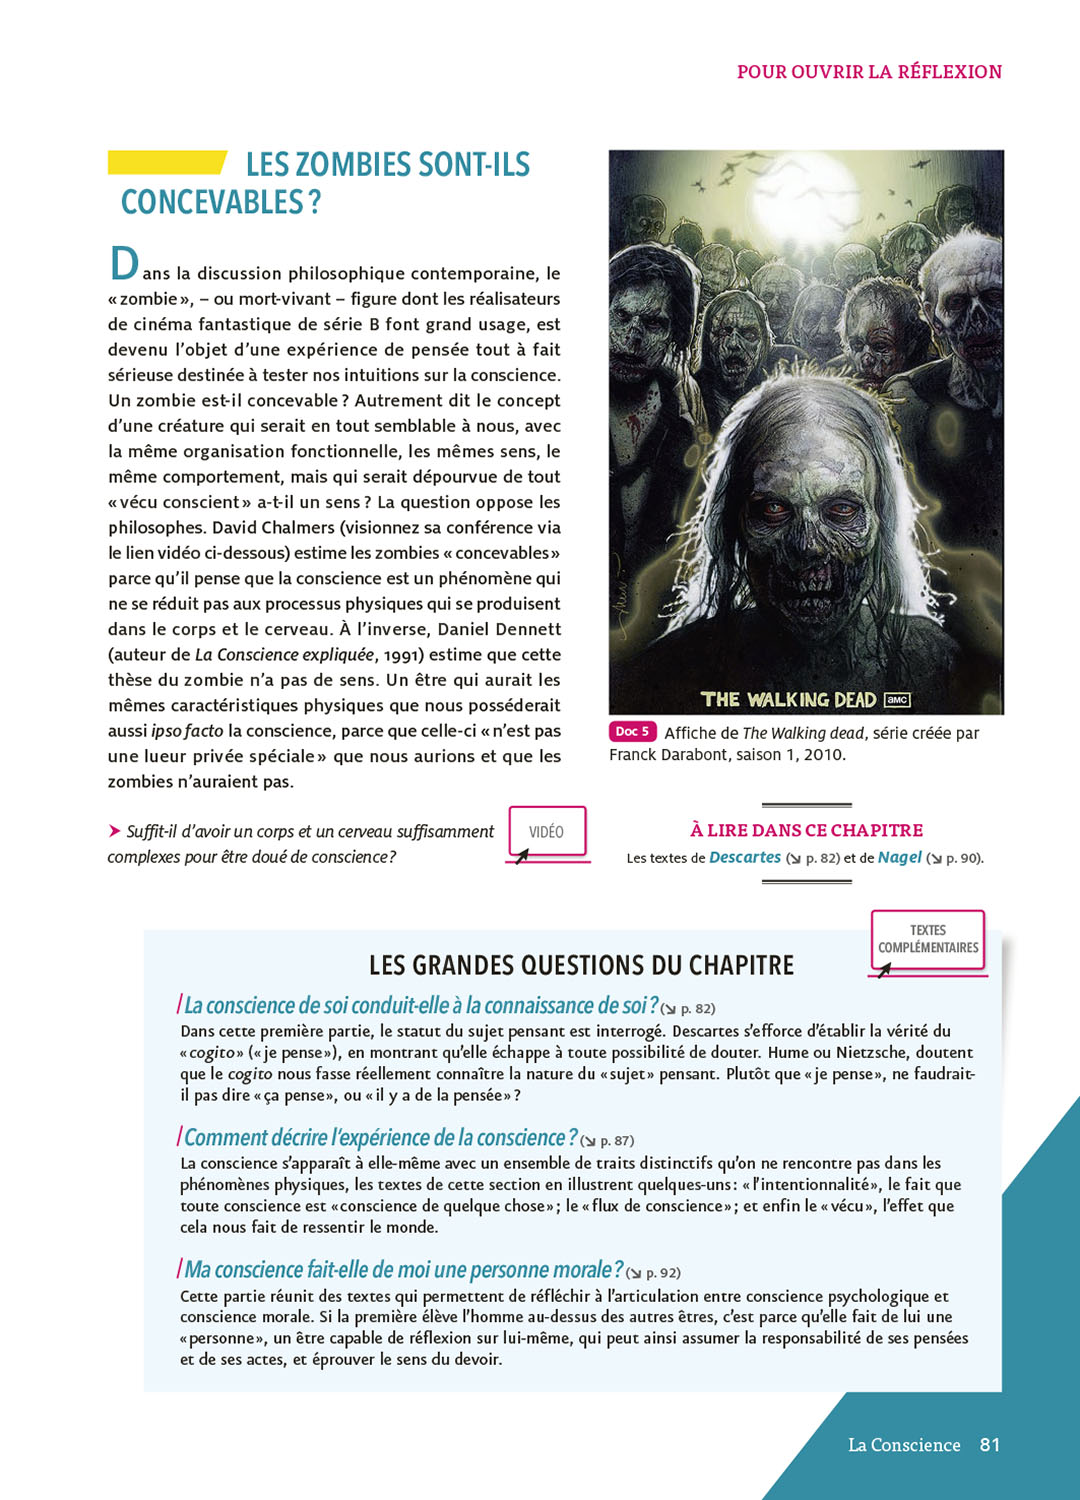 POUR OUVRIR LA RÉFLEXION
LES ZOMBIES SONT-ILS
CONCEVABLES ?
Dans la discussion philosophique contemporaine, le
« zombie », – ou mort-vivant – figure dont les réalisateurs
de cinéma fantastique de série B font grand usage, est
devenu l’objet d’une expérience de pensée tout à fait
sérieuse destinée à tester nos intuitions sur la conscience.
Un zombie est-il concevable ? Autrement dit le concept
d’une créature qui serait en tout semblable à nous, avec
la même organisation fonctionnelle, les mêmes sens, le
même comportement, mais qui serait dépourvue de tout
« vécu conscient » a-t-il un sens ? La question oppose les
philosophes. David Chalmers (visionnez sa conférence via
le lien vidéo ci-dessous) estime les zombies « concevables »
parce qu’il pense que la conscience est un phénomène qui
ne se réduit pas aux processus physiques qui se produisent
dans le corps et le cerveau. À l’inverse, Daniel Dennett
(auteur de La Conscience expliquée, 1991) estime que cette
thèse du zombie n’a pas de sens. Un être qui aurait les
mêmes caractéristiques physiques que nous posséderait
aussi ipso facto la conscience, parce que celle-ci « n’est pas
une lueur privée spéciale » que nous aurions et que les
zombies n’auraient pas.
➤ Suffit-il d’avoir un corps et un cerveau suffisamment
complexes pour être doué de conscience ?
VIDÉO
THE WALKING DEAD amc
Doc 5 Affiche de The Walking dead, série créée par
Franck Darabont, saison 1, 2010.
À LIRE DANS CE CHAPITRE
Les textes de Descartes (↘ p. 82) et de Nagel (↘ p. 90).
TEXTES
COMPLÉMENTAIRES
LES GRANDES QUESTIONS DU CHAPITRE
/ La conscience de soi conduit-elle à la connaissance de soi ? (↘ p. 82)
Dans cette première partie, le statut du sujet pensant est interrogé. Descartes s’efforce d’établir la vérité du
« cogito » (« je pense »), en montrant qu’elle échappe à toute possibilité de douter. Hume ou Nietzsche, doutent
que le cogito nous fasse réellement connaître la nature du « sujet » pensant. Plutôt que « je pense », ne faudrait-
il pas dire « ça pense », ou « il y a de la pensée » ?
/ Comment décrire l’expérience de la conscience ? (↘ p. 87)
La conscience s’apparaît à elle-même avec un ensemble de traits distinctifs qu’on ne rencontre pas dans les
phénomènes physiques, les textes de cette section en illustrent quelques-uns : « l’intentionnalité », le fait que
toute conscience est « conscience de quelque chose » ; le « flux de conscience » ; et enfin le « vécu », l’effet que
cela nous fait de ressentir le monde.
/ Ma conscience fait-elle de moi une personne morale ? (↘ p. 92)
Cette partie réunit des textes qui permettent de réfléchir à l’articulation entre conscience psychologique et
conscience morale. Si la première élève l’homme au-dessus des autres êtres, c’est parce qu’elle fait de lui une
« personne », un être capable de réflexion sur lui-même, qui peut ainsi assumer la responsabilité de ses pensées
et de ses actes, et éprouver le sens du devoir.
La Conscience 81